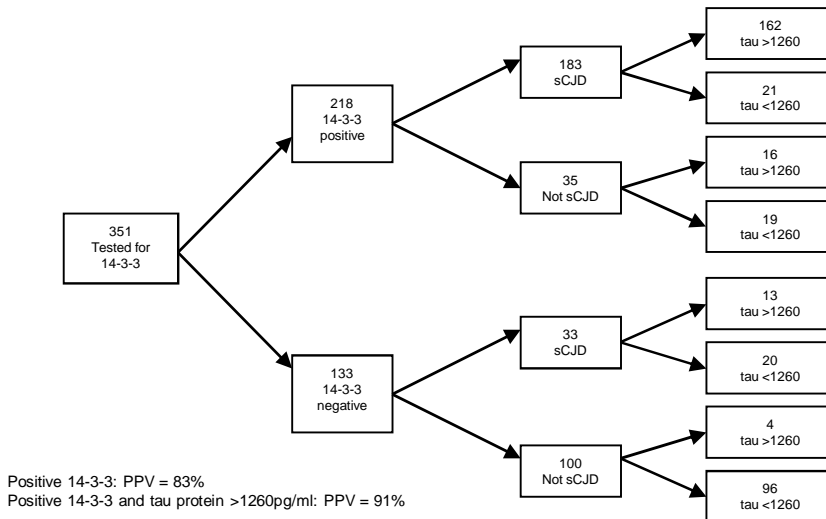 351
Tested for
14-3-3
218
14-3-3
positive
133
14-3-3
negative
183
sCJD
35
Not sCJD
33
sCJD
100
Not sCJD
162
tau >1260
21
tau <1260
16
tau >1260
19
tau <1260
13
tau >1260
20
tau <1260
4
tau >1260
96
tau <1260
Positive 14-3-3: PPV = 83%
Positive 14-3-3 and tau protein >1260pg/ml: PPV = 91%